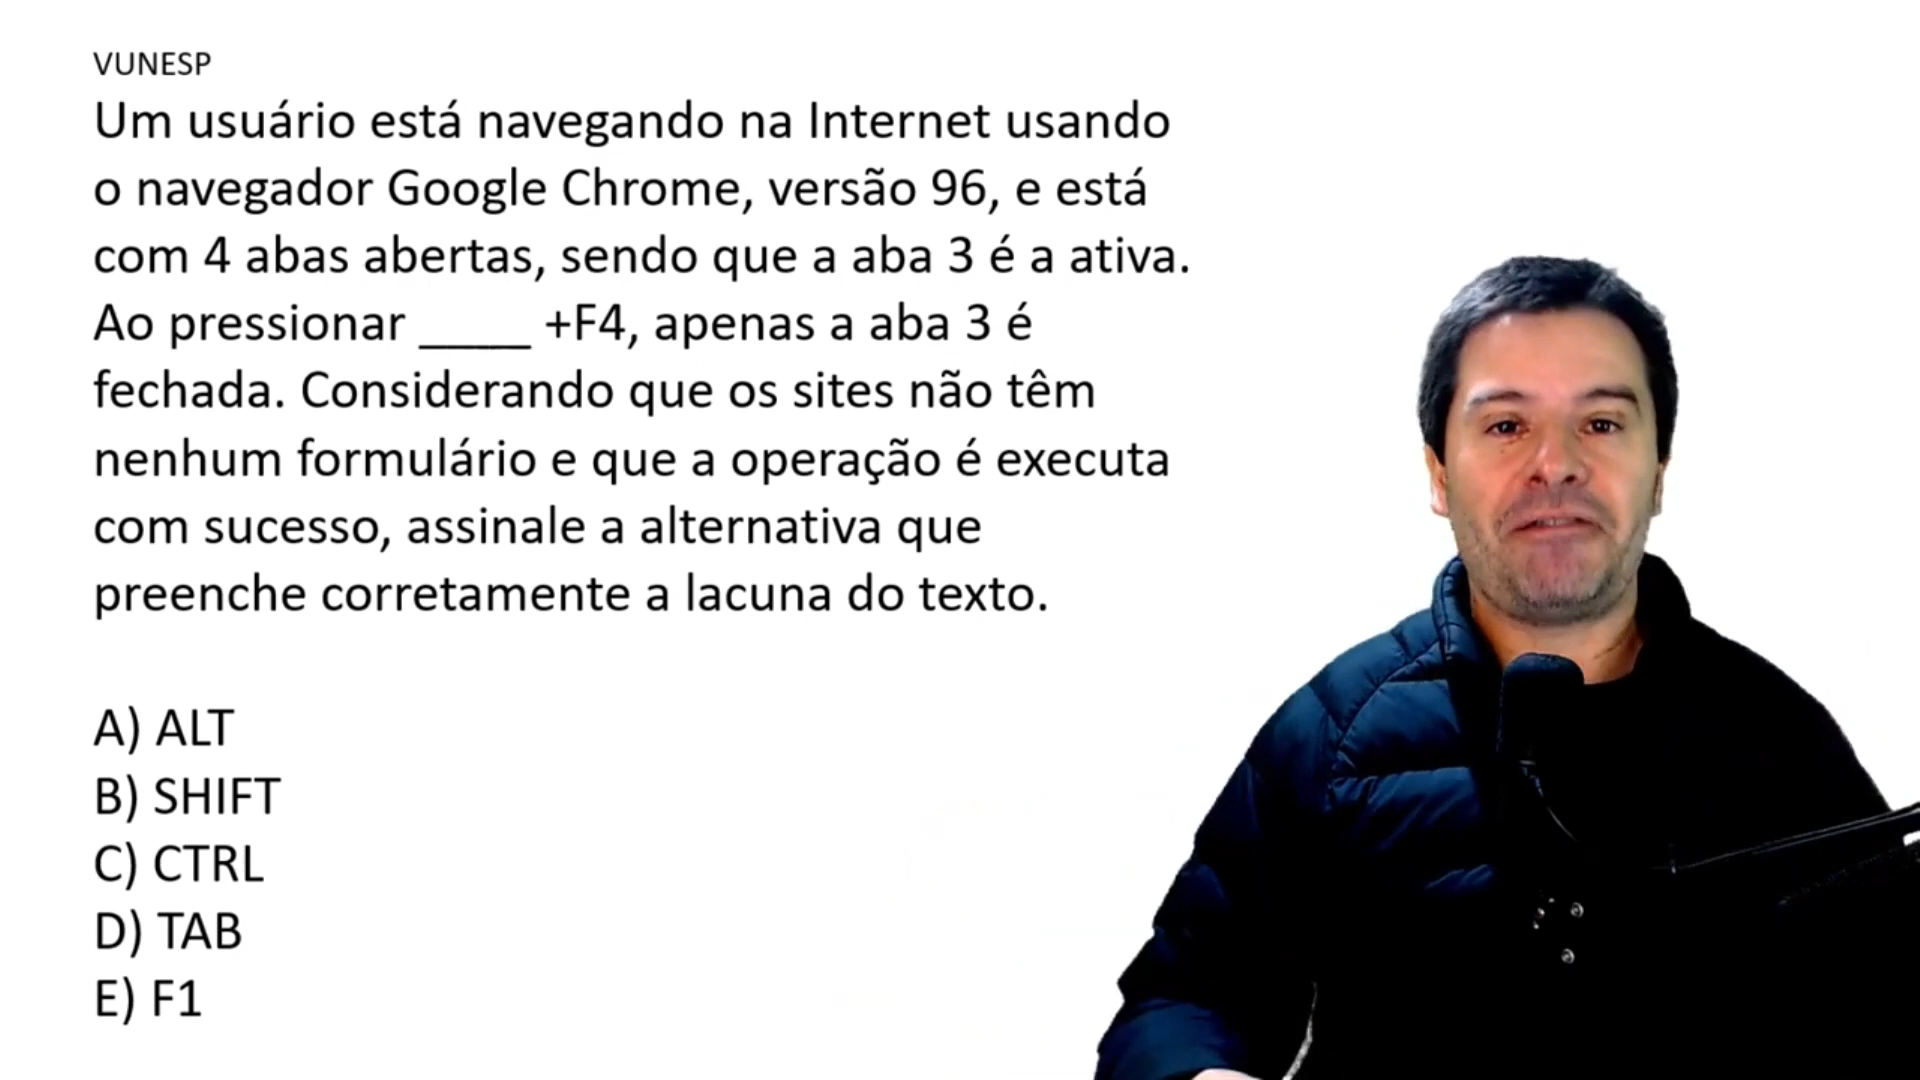 VUNESP
Um usuário está navegando na Internet usando
o navegador Google Chrome, versão 96, e está
com 4 abas abertas, sendo que a aba 3 é a ativa.
Ao pressionar _____ +F4, apenas a aba 3 é
fechada. Considerando que os sites não têm
nenhum formulário e que a operação é executa
com sucesso, assinale a alternativa que
preenche corretamente a lacuna do texto.
A) ALT
B) SHIFT
C) CTRL
D) TAB
E) F1